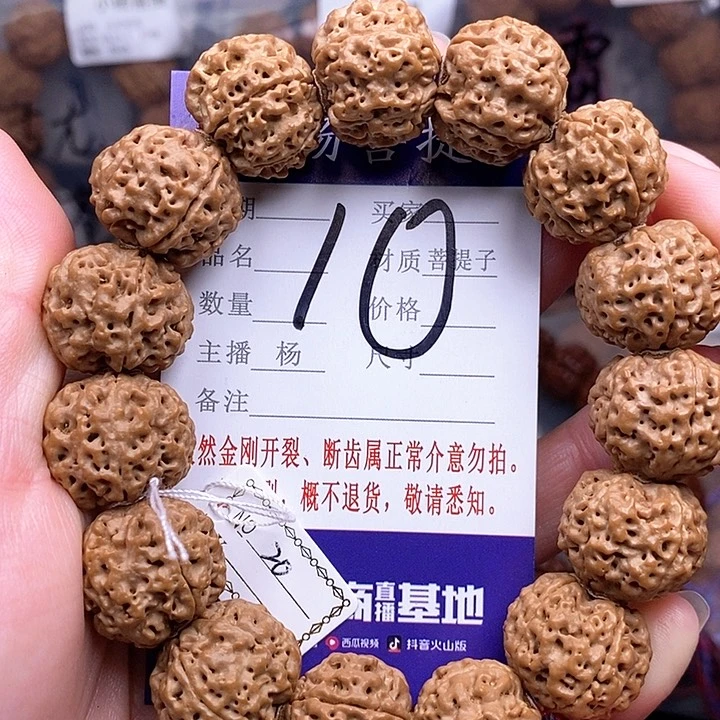 菩提
期 买家
10
品名 材质 菩提子
数量 价格
主播 杨 尺寸
备注
然金刚开裂、断齿属正常介意勿拍。
概不退货，敬请悉知。
20
直播基地
西瓜视频 抖音火山版